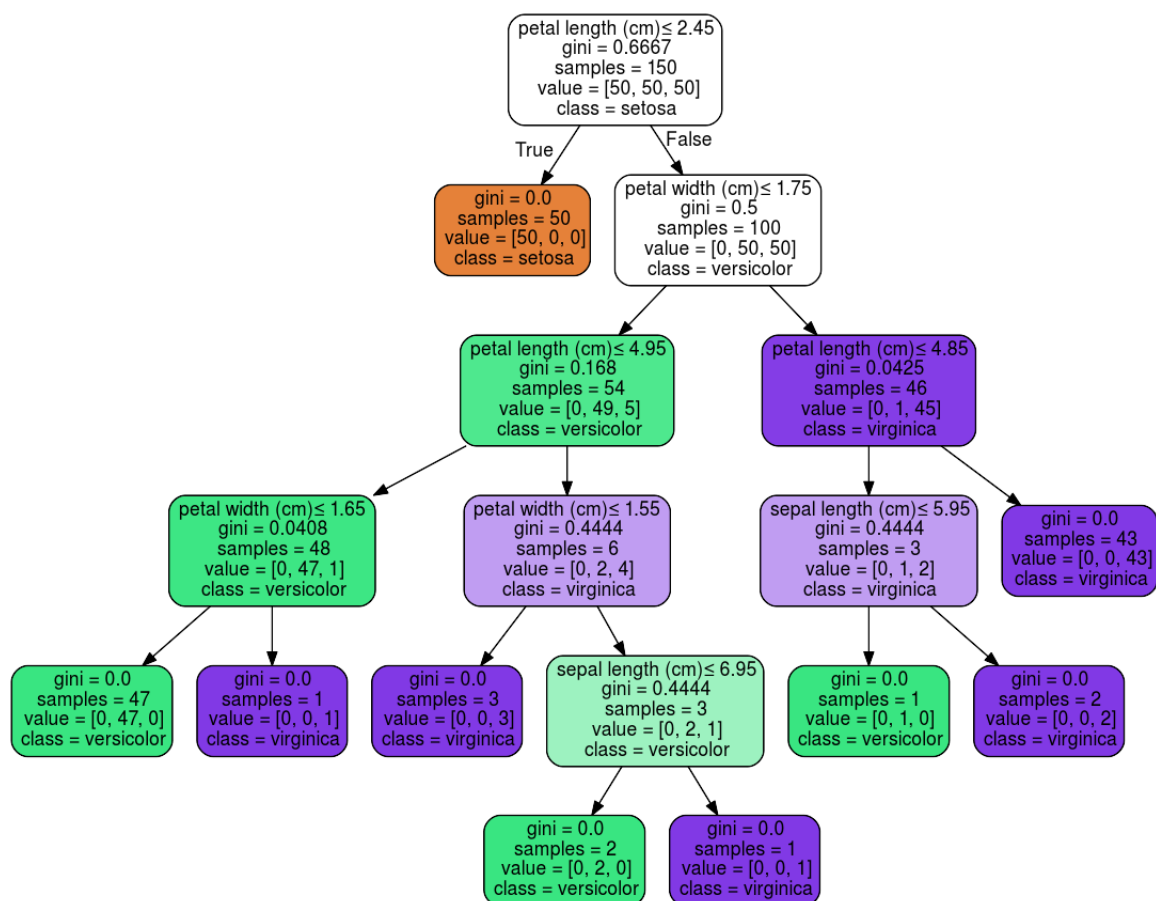 petal length (cm)≤ 2.45
gini = 0.6667
samples = 150
value = [50, 50, 50]
class = setosa
True
False
gini = 0.0
samples = 50
value = [50, 0, 0]
class = setosa
petal width (cm)≤ 1.75
gini = 0.5
samples = 100
value = [0, 50, 50]
class = versicolor
petal length (cm)≤ 4.95
gini = 0.168
samples = 54
value = [0, 49, 5]
class = versicolor
petal length (cm)≤ 4.85
gini = 0.0425
samples = 46
value = [0, 1, 45]
class = virginica
petal width (cm)≤ 1.65
gini = 0.0408
samples = 48
value = [0, 47, 1]
class = versicolor
petal width (cm)≤ 1.55
gini = 0.4444
samples = 6
value = [0, 2, 4]
class = virginica
sepal length (cm)≤ 5.95
gini = 0.4444
samples = 3
value = [0, 1, 2]
class = virginica
gini = 0.0
samples = 43
value = [0, 0, 43]
class = virginica
gini = 0.0
samples = 47
value = [0, 47, 0]
class = versicolor
gini = 0.0
samples = 1
value = [0, 0, 1]
class = virginica
gini = 0.0
samples = 3
value = [0, 0, 3]
class = virginica
sepal length (cm)≤ 6.95
gini = 0.4444
samples = 3
value = [0, 2, 1]
class = versicolor
gini = 0.0
samples = 1
value = [0, 1, 0]
class = versicolor
gini = 0.0
samples = 2
value = [0, 0, 2]
class = virginica
gini = 0.0
samples = 2
value = [0, 2, 0]
class = versicolor
gini = 0.0
samples = 1
value = [0, 0, 1]
class = virginica